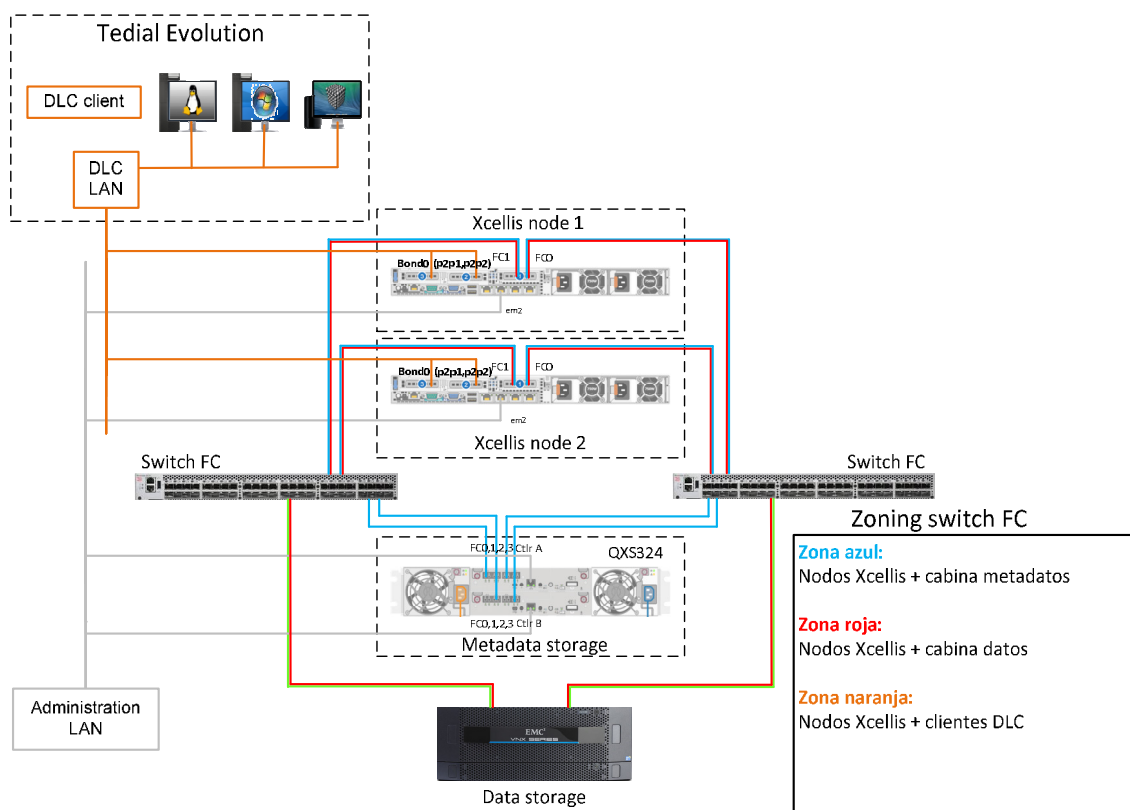 Tedial Evolution
DLC client
DLC
LAN
Xcellis node 1
FC1
FC0
Bond0 (p2p1,p2p2)
em2
FC1
FC0
Bond0 (p2p1,p2p2)
em2
Xcellis node 2
Switch FC
Switch FC
Zoning switch FC
FC0,1,2,3 Ctlr A
QXS324
FC0,1,2,3 Ctlr B
Metadata storage
Zona azul:
Nodos Xcellis + cabina metadatos
Zona roja:
Nodos Xcellis + cabina datos
Zona naranja:
Nodos Xcellis + clientes DLC
Administration
LAN
EMC²
VNX SERIES
Data storage